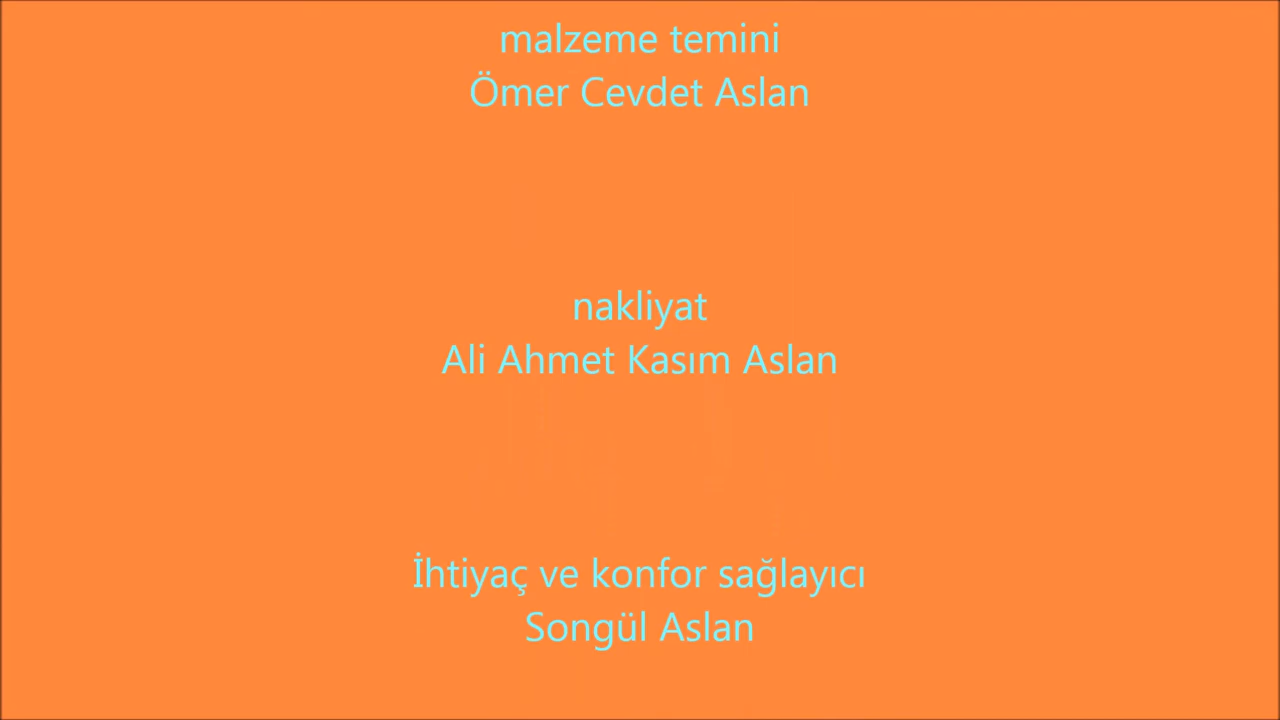 malzeme temini
Ömer Cevdet Aslan
nakliyat
Ali Ahmet Kasım Aslan
İhtiyaç ve konfor sağlayıcı
Songül Aslan